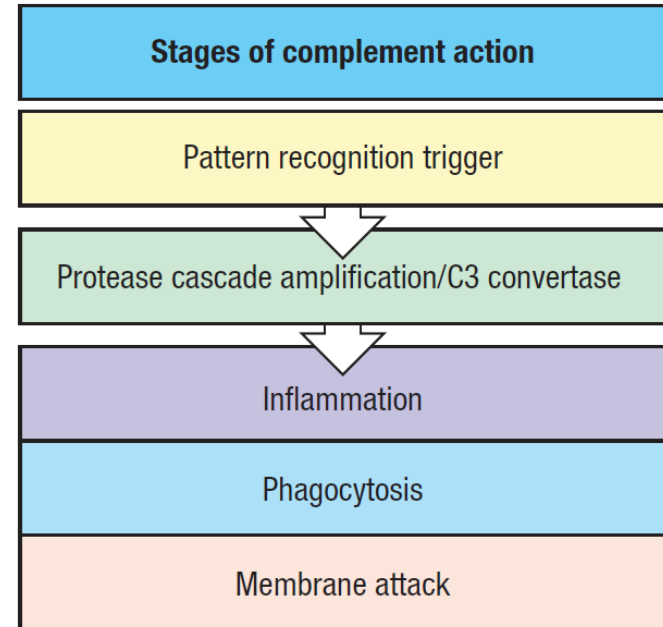 Stages of complement action
Pattern recognition trigger
Protease cascade amplification/C3 convertase
Inflammation
Phagocytosis
Membrane attack